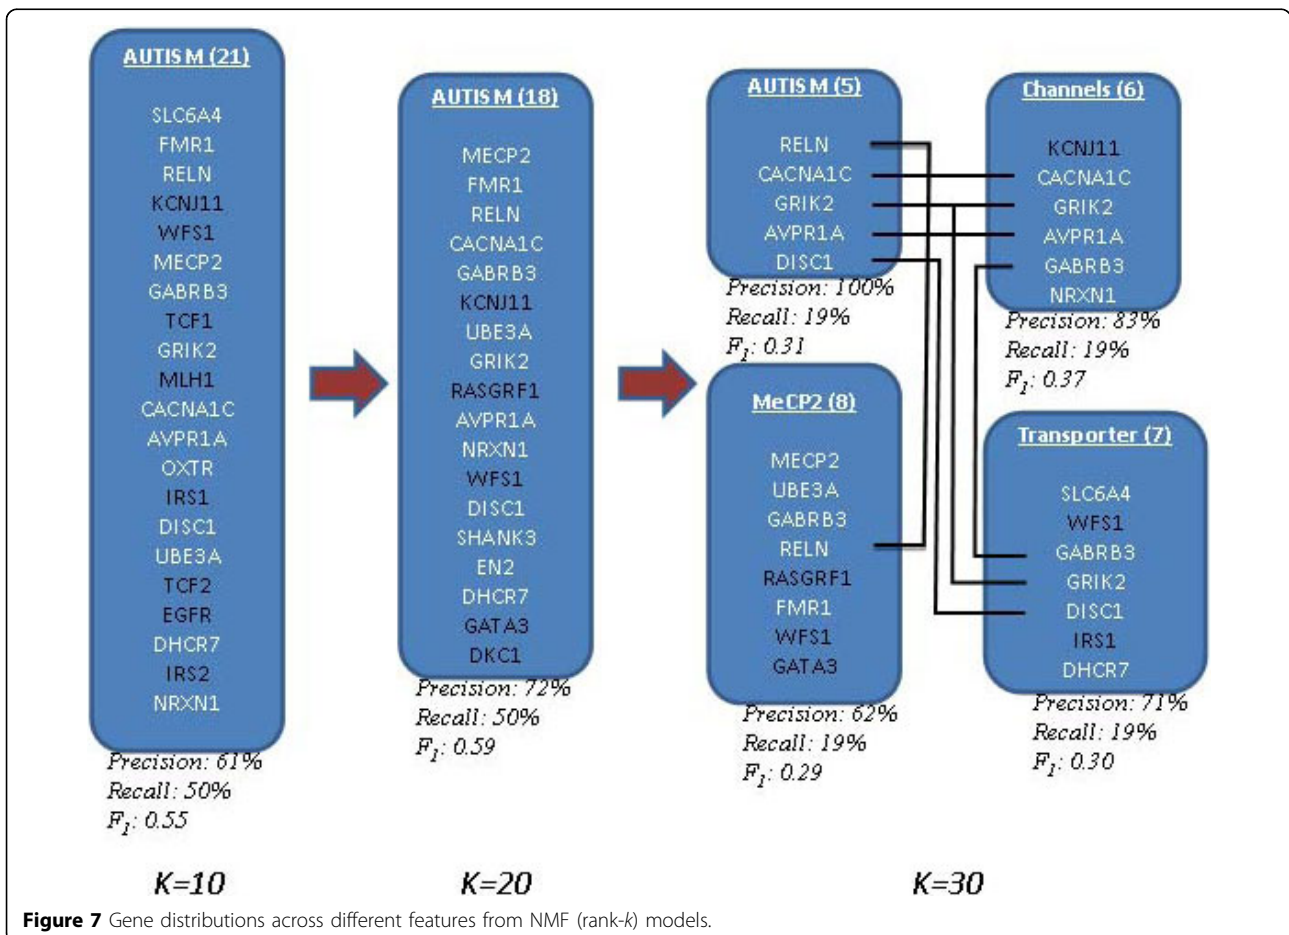 AUTISM (21)
SLC6A4
FMR1
RELN
KCNJ11
WFS1
MECP2
GABRB3
TCF1
GRIK2
MLH1
CACNA1C
AVPR1A
OXTR
IRS1
DISC1
UBE3A
TCF2
EGFR
DHCR7
IRS2
NRXN1
Precision: 61%
Recall: 50%
F1: 0.55
K=10
AUTISM (18)
MECP2
FMR1
RELN
CACNA1C
GABRB3
KCNJ11
UBE3A
GRIK2
RASGRF1
AVPR1A
NRXN1
WFS1
DISC1
SHANK3
EN2
DHCR7
GATA3
DKC1
Precision: 72%
Recall: 50%
F1: 0.59
K=20
AUTISM (5)
RELN
CACNA1C
GRIK2
AVPR1A
DISC1
Precision: 100%
Recall: 19%
F1: 0.31
MeCP2 (8)
MECP2
UBE3A
GABRB3
RELN
RASGRF1
FMR1
WFS1
GATA3
Precision: 62%
Recall: 19%
F1: 0.29
Channels (6)
KCNJ11
CACNA1C
GRIK2
AVPR1A
GABRB3
NRXN1
Precision: 83%
Recall: 19%
F1: 0.37
Transporter (7)
SLC6A4
WFS1
GABRB3
GRIK2
DISC1
IRS1
DHCR7
Precision: 71%
Recall: 19%
F1: 0.30
K=30
Figure 7 Gene distributions across different features from NMF (rank-k) models.